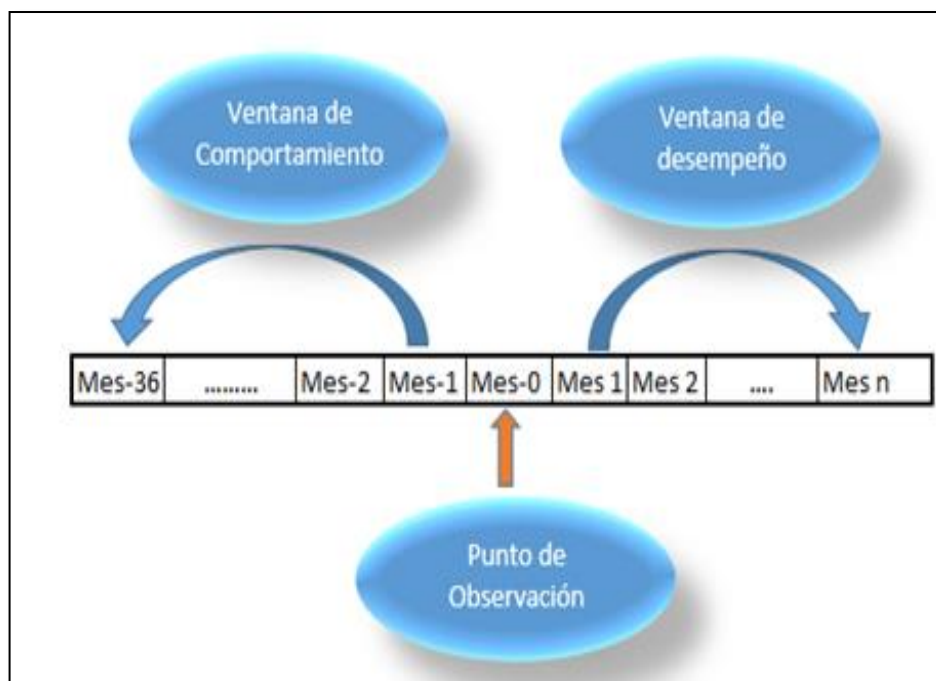 Ventana de
Comportamiento
Ventana de
desempeño
Mes-36 ......... Mes-2 Mes-1 Mes-0 Mes 1 Mes 2 .... Mes n
Punto de
Observación